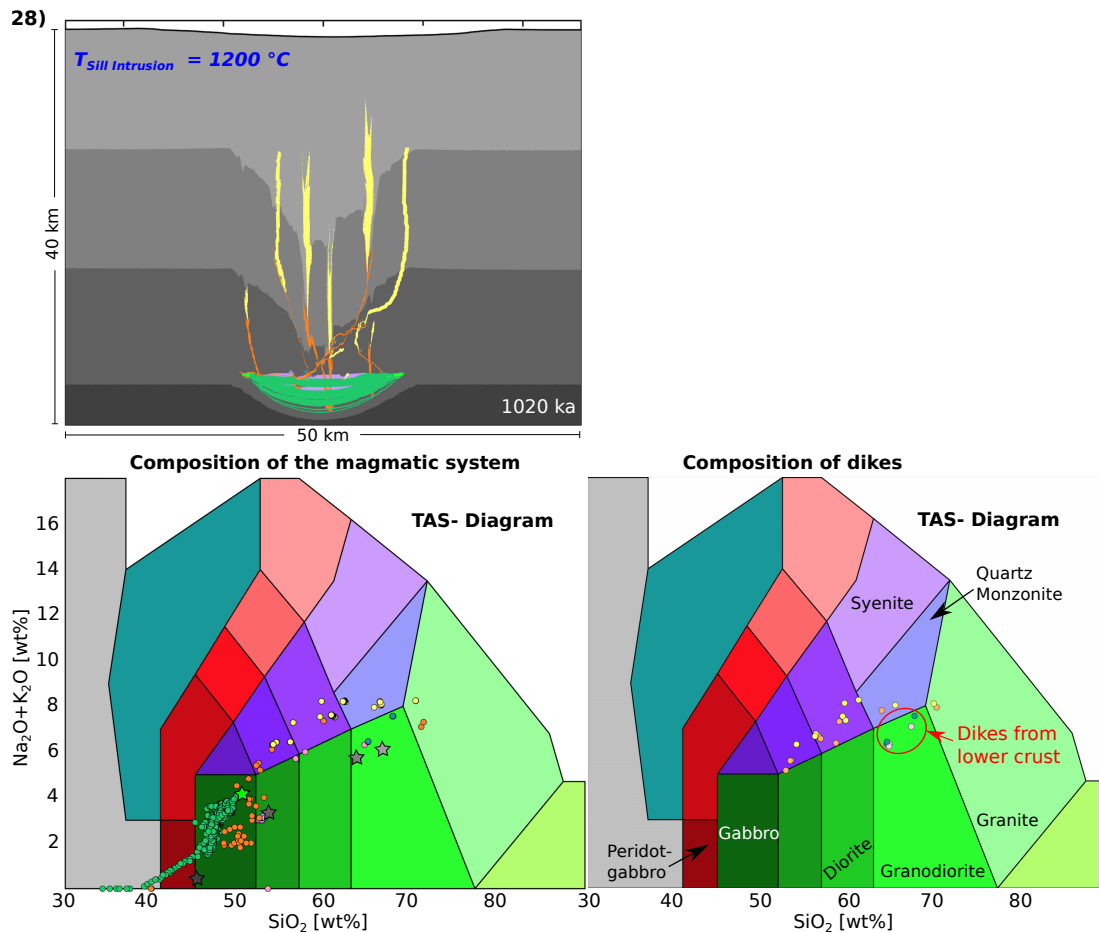 28)
T Sill Intrusion = 1200 °C
40 km
1020 ka
50 km
Composition of the magmatic system
Composition of dikes
TAS- Diagram
TAS- Diagram
Na₂O+K₂O [wt%]
16
14
12
10
8
6
4
2
Quartz
Monzonite
Syenite
Dikes from
lower crust
Gabbro
Peridot-
gabbro
Diorite
Granodiorite
Granite
30 40 50 60 70 80 30 40 50 60 70 80 90
SiO₂ [wt%]
SiO₂ [wt%]